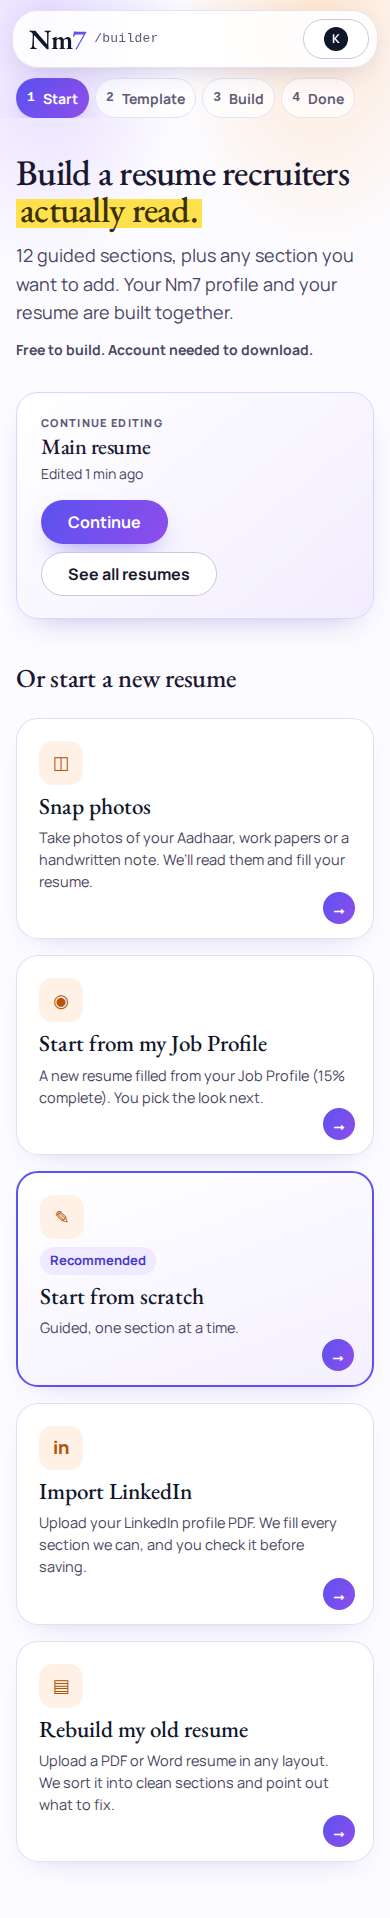 Nm7 /builder K
1 Start 2 Template 3 Build 4 Done
Build a resume recruiters
actually read.
12 guided sections, plus any section you
want to add. Your Nm7 profile and your
resume are built together.
Free to build. Account needed to download.
CONTINUE EDITING
Main resume
Edited 1 min ago
Continue
See all resumes
Or start a new resume
Snap photos
Take photos of your Aadhaar, work papers or a
handwritten note. We'll read them and fill your
resume.
→
Start from my Job Profile
A new resume filled from your Job Profile (15%
complete). You pick the look next.
→
Recommended
Start from scratch
Guided, one section at a time.
→
in
Import LinkedIn
Upload your LinkedIn profile PDF. We fill every
section we can, and you check it before
saving.
→
Rebuild my old resume
Upload a PDF or Word resume in any layout.
We sort it into clean sections and point out
what to fix.
→